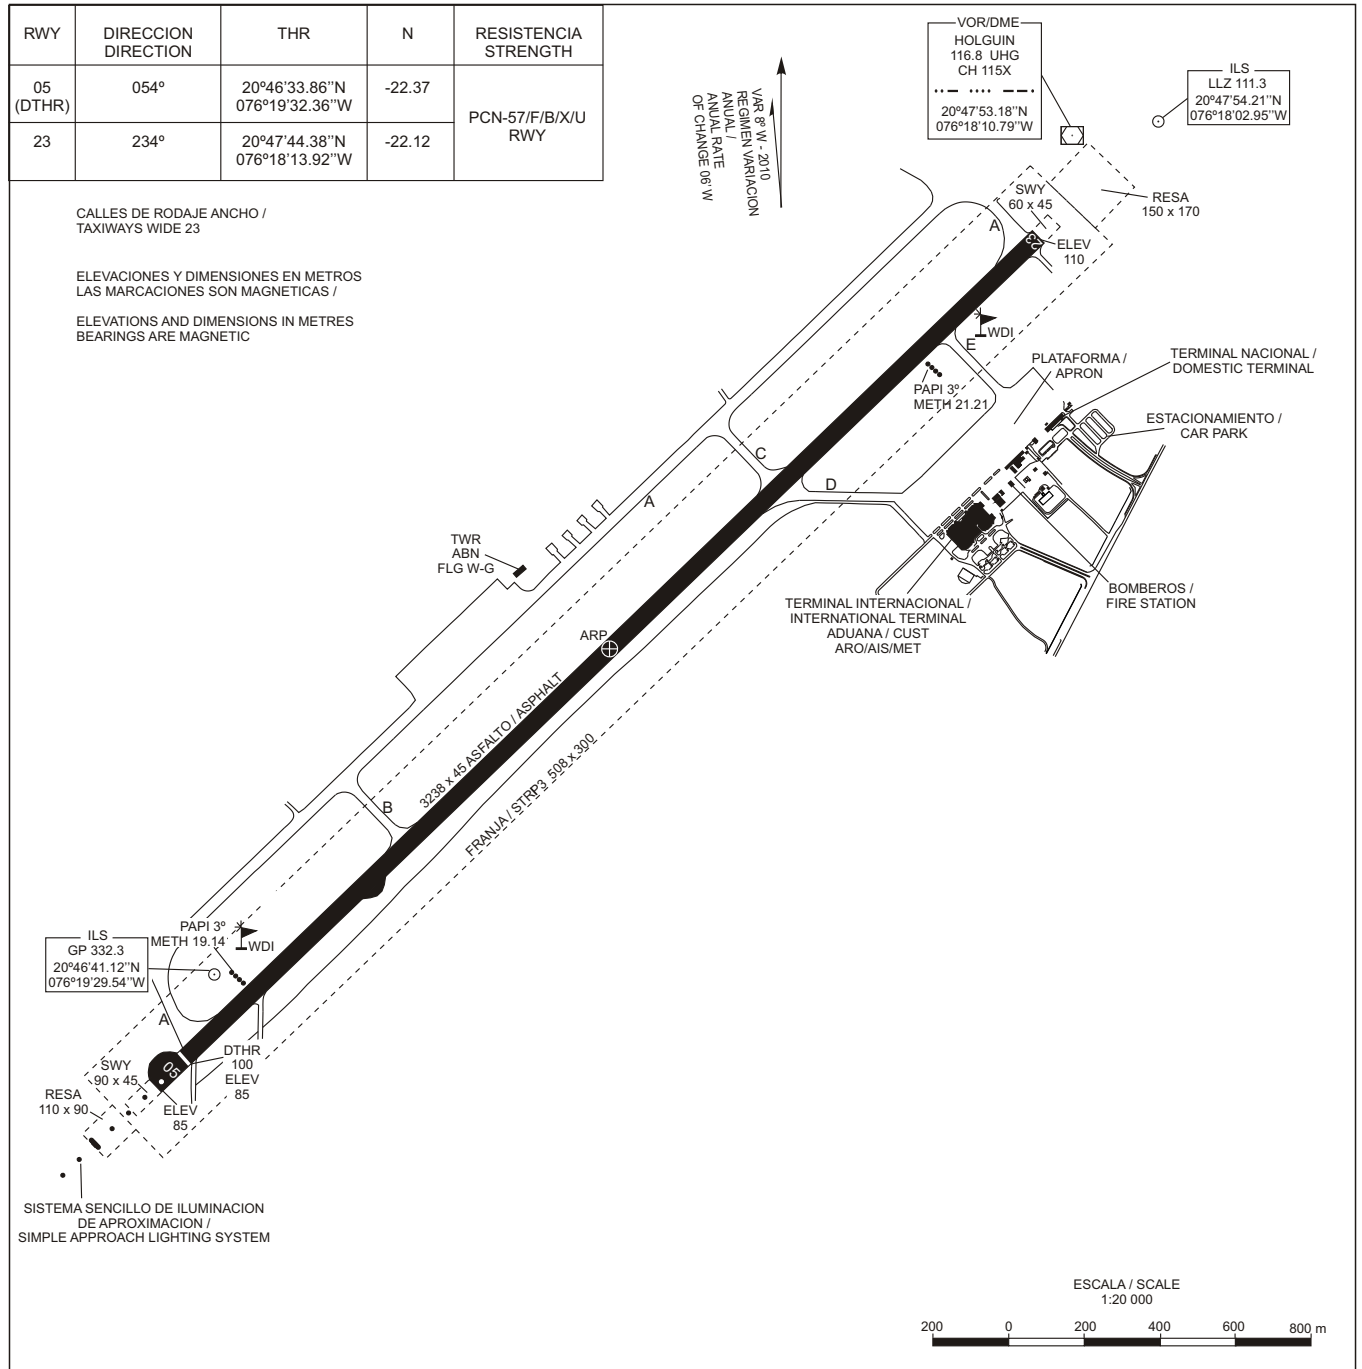 RWY
DIRECCION
DIRECTION
THR
N
RESISTENCIA
STRENGTH
05
(DTHR)
054º
20º46'33.86''N
076º19'32.36''W
-22.37
PCN-57/F/B/X/U
RWY
23
234º
20º47'44.38''N
076º18'13.92''W
-22.12
CALLES DE RODAJE ANCHO /
TAXIWAYS WIDE 23
ELEVACIONES Y DIMENSIONES EN METROS
LAS MARCACIONES SON MAGNETICAS /
ELEVATIONS AND DIMENSIONS IN METRES
BEARINGS ARE MAGNETIC
VAR 8º W - 2010
REGIMEN VARIACION
ANUAL /
ANUAL RATE
OF CHANGE 06' W
VOR/DME
HOLGUIN
116.8 UHG
CH 115X
20º47'53.18''N
076º18'10.79''W
ILS
LLZ 111.3
20º47'54.21''N
076º18'02.95''W
SWY
60 x 45
RESA
150 x 170
A
23
ELEV
110
WDI
E
PAPI 3º
METH 21.21
PLATAFORMA /
APRON
TERMINAL NACIONAL /
DOMESTIC TERMINAL
ESTACIONAMIENTO /
CAR PARK
C
D
A
TWR
ABN
FLG W-G
BOMBEROS /
FIRE STATION
TERMINAL INTERNACIONAL /
INTERNATIONAL TERMINAL
ADUANA / CUST
ARO/AIS/MET
ARP
3238 x 45 ASFALTO / ASPHALT
FRANJA / STRP3 508 x 300
B
PAPI 3º
METH 19.14
WDI
ILS
GP 332.3
20º46'41.12''N
076º19'29.54''W
A
05
DTHR
100
ELEV
85
SWY
90 x 45
RESA
110 x 90
ELEV
85
SISTEMA SENCILLO DE ILUMINACION
DE APROXIMACION /
SIMPLE APPROACH LIGHTING SYSTEM
ESCALA / SCALE
1:20 000
200 0 200 400 600 800 m